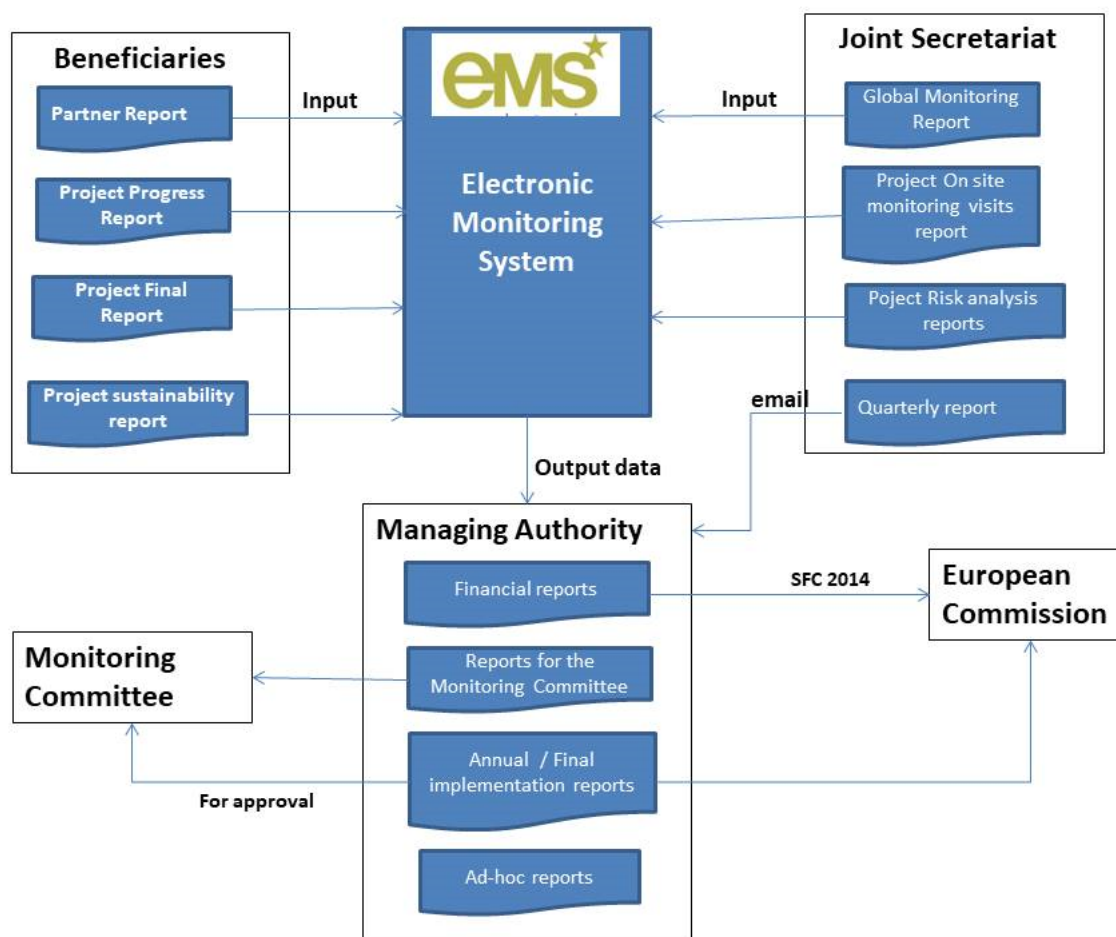 Beneficiaries
Partner Report
Project Progress
Report
Project Final
Report
Project sustainability
report
Input
eMS
Electronic
Monitoring
System
Input
Joint Secretariat
Global Monitoring
Report
Project On site
monitoring visits
report
Poject Risk analysis
reports
Quarterly report
email
Output data
Managing Authority
Financial reports
Reports for the
Monitoring Committee
Annual / Final
implementation reports
Ad-hoc reports
SFC 2014
European
Commission
Monitoring
Committee
For approval